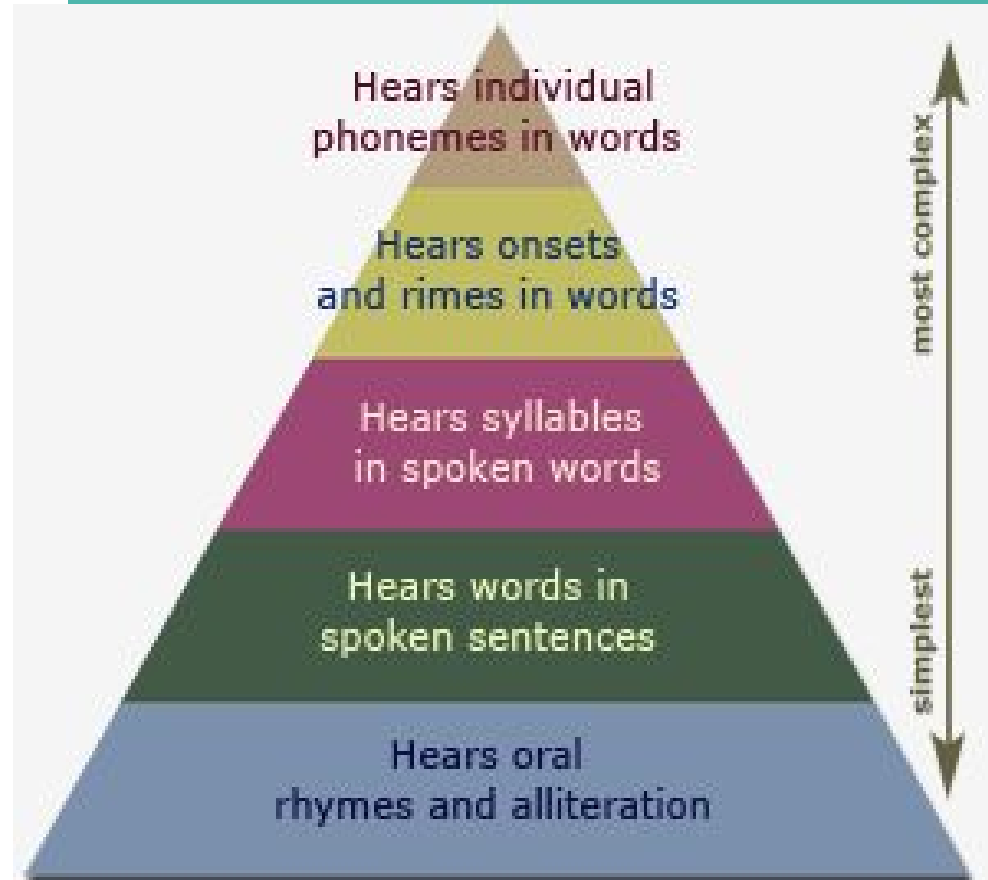 Hears individual
phonemes in words
Hears onsets
and rimes in words
Hears syllables
in spoken words
Hears words in
spoken sentences
Hears oral
rhymes and alliteration
most complex
simplest